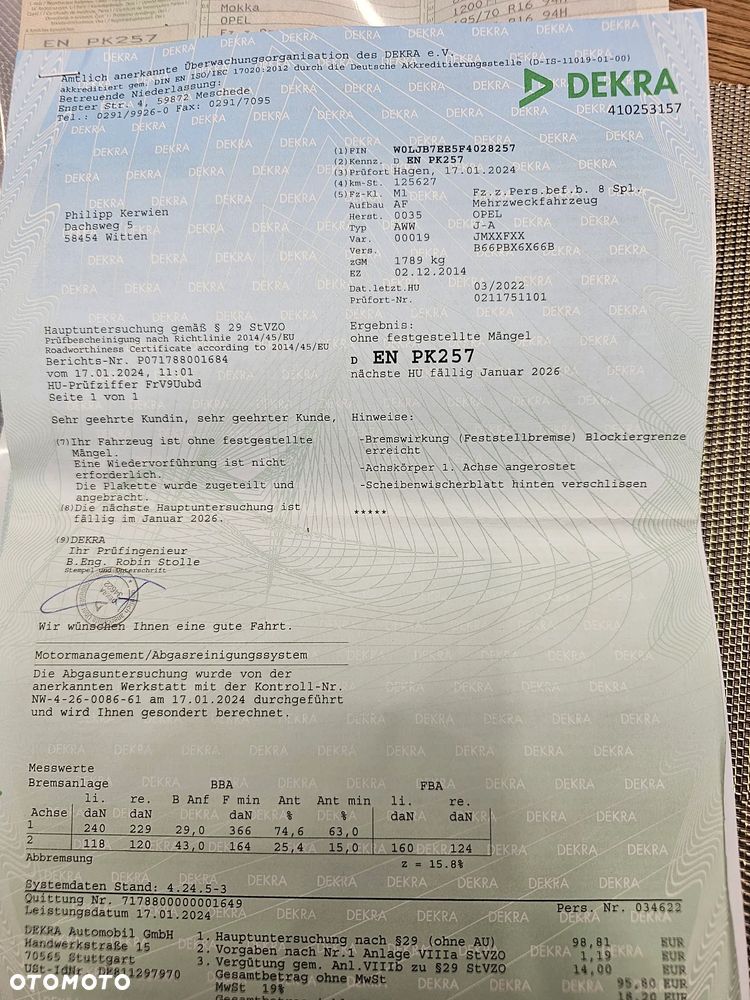 Mokka
OPEL
EN PK257
R16 94H
Amtlich anerkannte Überwachungsorganisation des DEKRA e.V.
akkreditiert gem. DIN EN ISO/IEC 17020:2012 durch die Deutsche Akkreditierungsstelle (D-IS-11019-01-00)
Betreuende Niederlassung:
Enster Str. 4, 59872 Meschede
Tel.: 0291/9926-0 Fax: 0291/7095
DEKRA
410253157
(1) FIN W0LJB7EE5F4028257
(2) Kennz. D EN PK257
(3) Prüfort Hagen, 17.01.2024
(4) km-St. 125627
(5) Fz-Kl. M1 Fz.z.Pers.bef.b. 8 Spl.
Aufbau AF Mehrzweckfahrzeug
Herst. 0035 OPEL
Typ AWW J-A
Var. 00019 JMXXFXX
Vers. B66PBX6X66B
zGM 1789 kg
EZ 02.12.2014
Dat.letzt.HU 03/2022
Prüfort-Nr. 0211751101
Philipp Kerwien
Dachsweg 5
58454 Witten
Hauptuntersuchung gemäß § 29 StVZO
Prüfbescheinigung nach Richtlinie 2014/45/EU
Roadworthiness Certificate according to 2014/45/EU
Berichts-Nr. P071788001684
vom 17.01.2024, 11:01
HU-Prüfziffer FrV9Uubd
Seite 1 von 1
Ergebnis:
ohne festgestellte Mängel
D EN PK257
nächste HU fällig Januar 2026
Sehr geehrte Kundin, sehr geehrter Kunde,
(7) Ihr Fahrzeug ist ohne festgestellte
Mängel.
Eine Wiedervorführung ist nicht
erforderlich.
Die Plakette wurde zugeteilt und
angebracht.
(8) Die nächste Hauptuntersuchung ist
fällig im Januar 2026.
(9) DEKRA
Ihr Prüfingenieur
B.Eng. Robin Stolle
Stempel und Unterschrift
Hinweise:
-Bremswirkung (Feststellbremse) Blockiergrenze
erreicht
-Achskörper 1. Achse angerostet
-Scheibenwischerblatt hinten verschlissen
*****
Wir wünschen Ihnen eine gute Fahrt.
Motormanagement/Abgasreinigungssystem
Die Abgasuntersuchung wurde von der
anerkannten Werkstatt mit der Kontroll-Nr.
NW-4-26-0086-61 am 17.01.2024 durchgeführt
und wird Ihnen gesondert berechnet.
Messwerte
Bremsanlage BBA FBA
li. re. B Anf F min Ant Ant min li. re.
Achse daN daN daN % % daN daN
1 240 229 29,0 366 74,6 63,0
2 118 120 43,0 164 25,4 15,0 160 124
Abbremsung z = 15.8%
Systemdaten Stand: 4.24.5-3
Quittung Nr. 7178800000001649 Pers. Nr. 034622
Leistungsdatum 17.01.2024
DEKRA Automobil GmbH
Handwerkstraße 15
70565 Stuttgart
USt-IdNr. DE811297970
1. Hauptuntersuchung nach §29 (ohne AU) 98,81 EUR
2. Vorgaben nach Nr.1 Anlage VIIIa StVZO 1,19 EUR
3. Vergütung gem. Anl.VIIIb zu §29 StVZO 14,00 EUR
Gesamtbetrag ohne MwSt 95,80 EUR
MwSt 19% 18,20 EUR
OTOMOTO